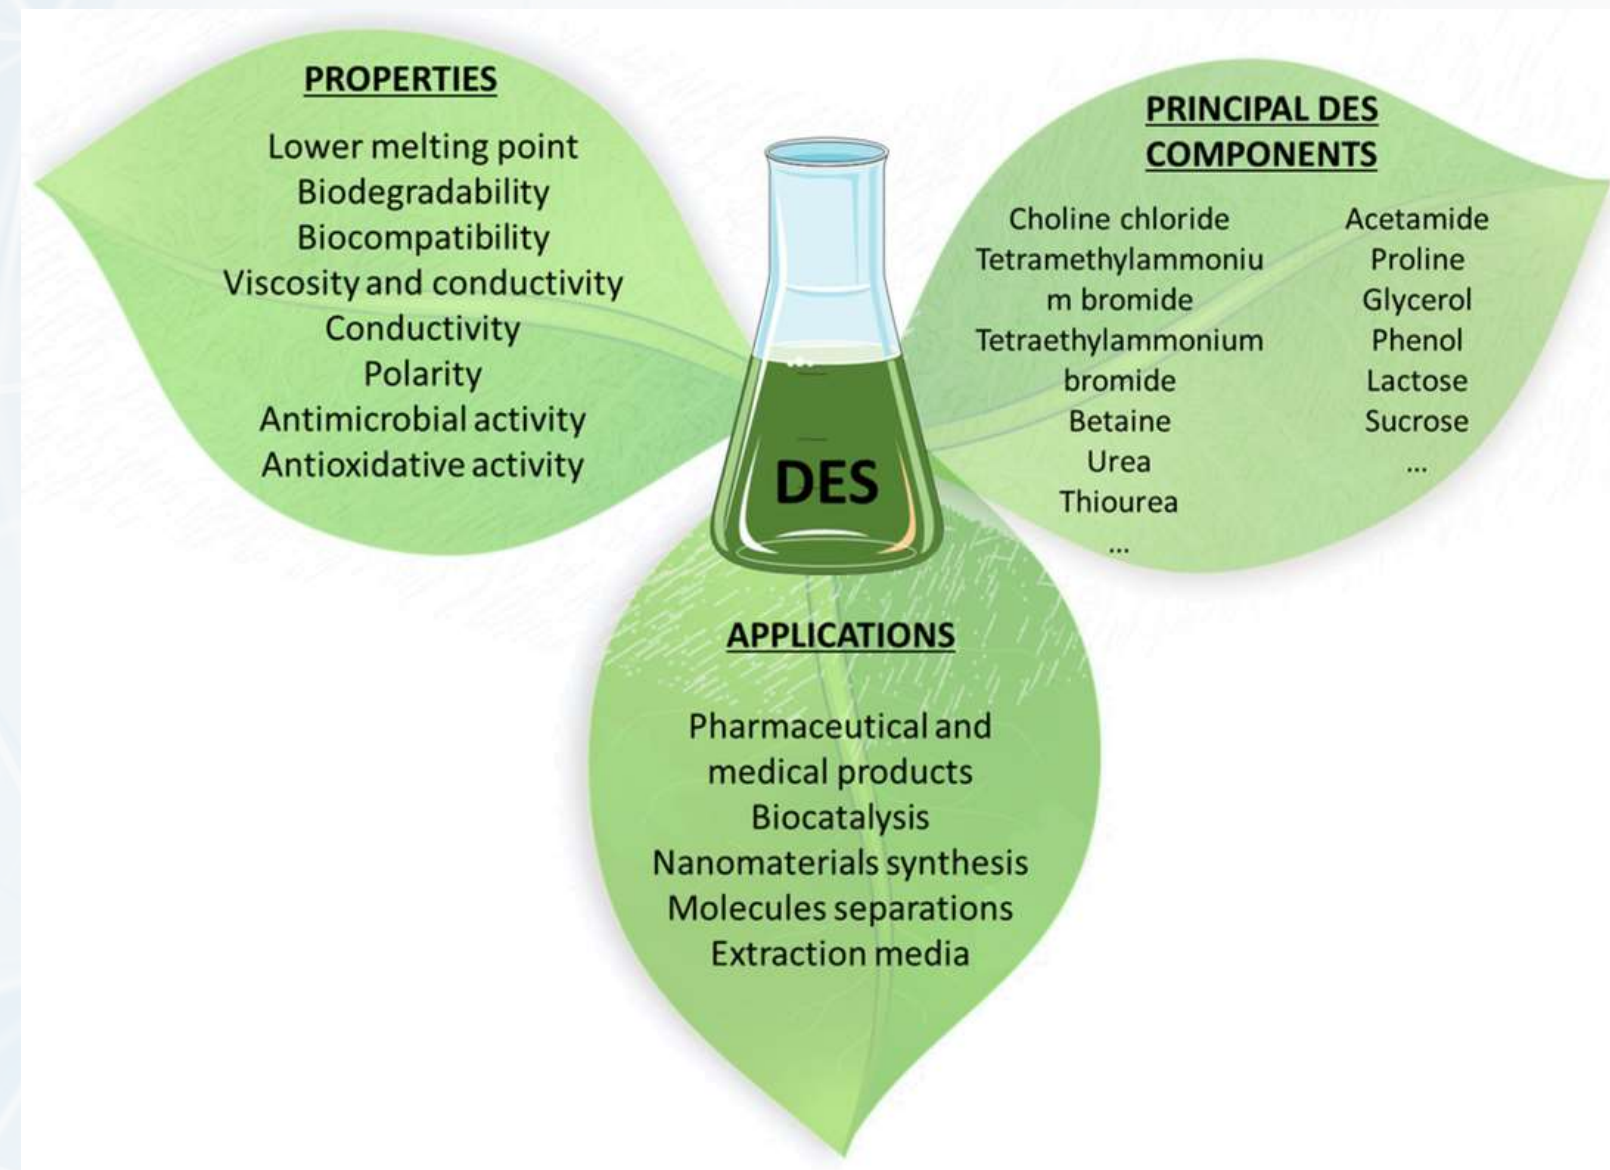 PROPERTIES
Lower melting point
Biodegradability
Biocompatibility
Viscosity and conductivity
Conductivity
Polarity
Antimicrobial activity
Antioxidative activity
DES
PRINCIPAL DES
COMPONENTS
Choline chloride
Tetramethylammoniu
m bromide
Tetraethylammonium
bromide
Betaine
Urea
Thiourea
...
Acetamide
Proline
Glycerol
Phenol
Lactose
Sucrose
...
APPLICATIONS
Pharmaceutical and
medical products
Biocatalysis
Nanomaterials synthesis
Molecules separations
Extraction media